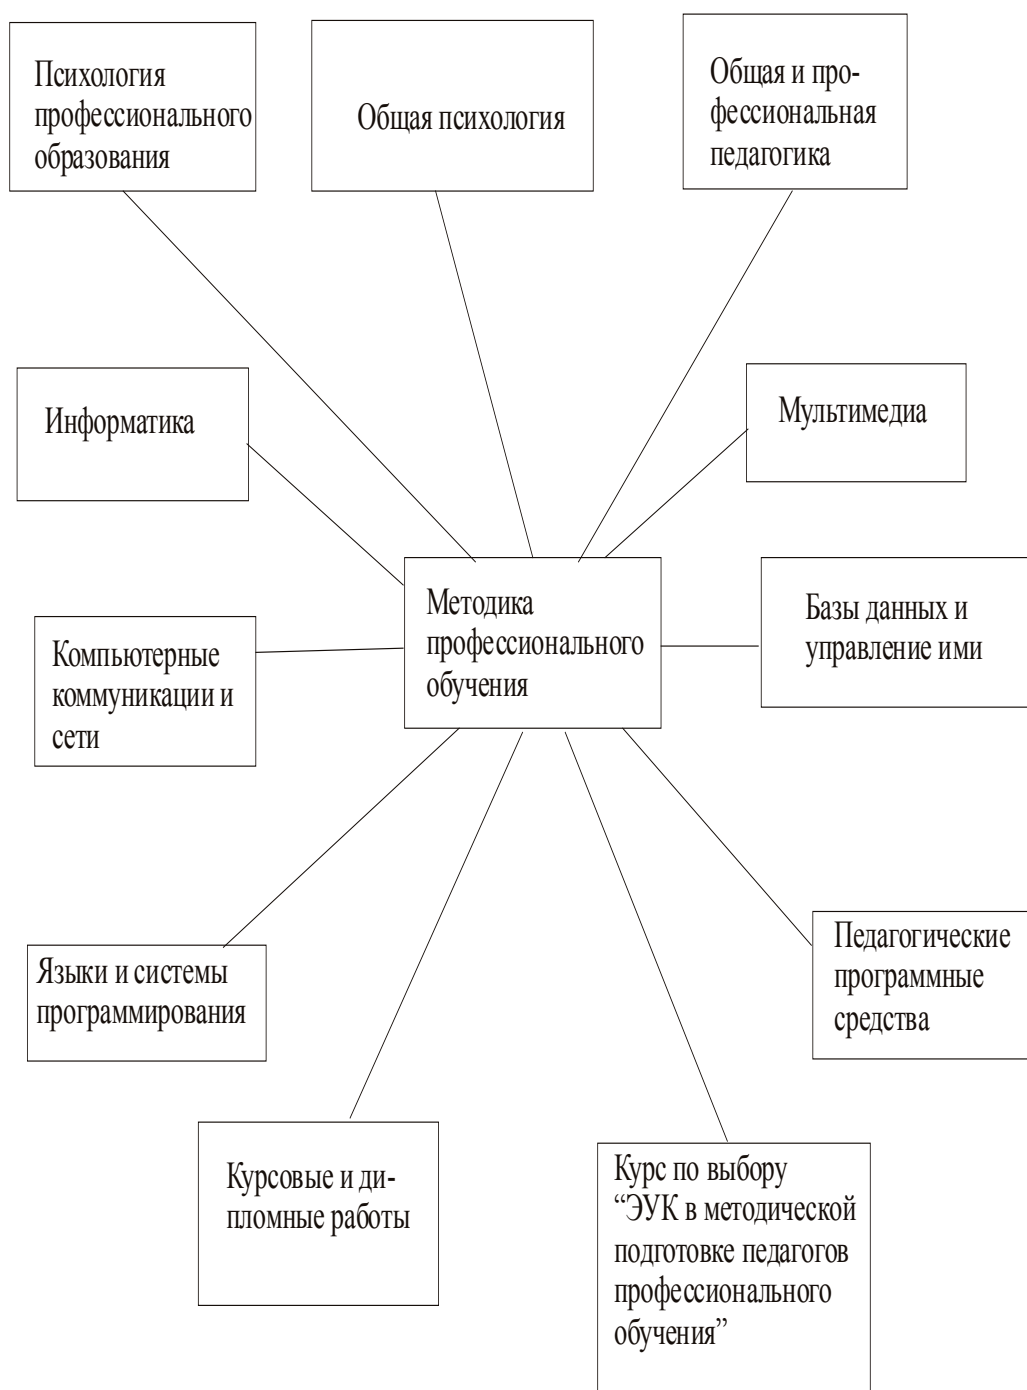 Психология
профессионального
образования
Общая психология
Общая и про-
фессиональная
педагогика
Информатика
Мультимедиа
Методика
профессионального
обучения
Базы данных и
управление ими
Компьютерные
коммуникации и
сети
Языки и системы
программирования
Педагогические
программные
средства
Курсовые и ди-
пломные работы
Курс по выбору
“ЭУК в методической
подготовке педагогов
профессионального
обучения”